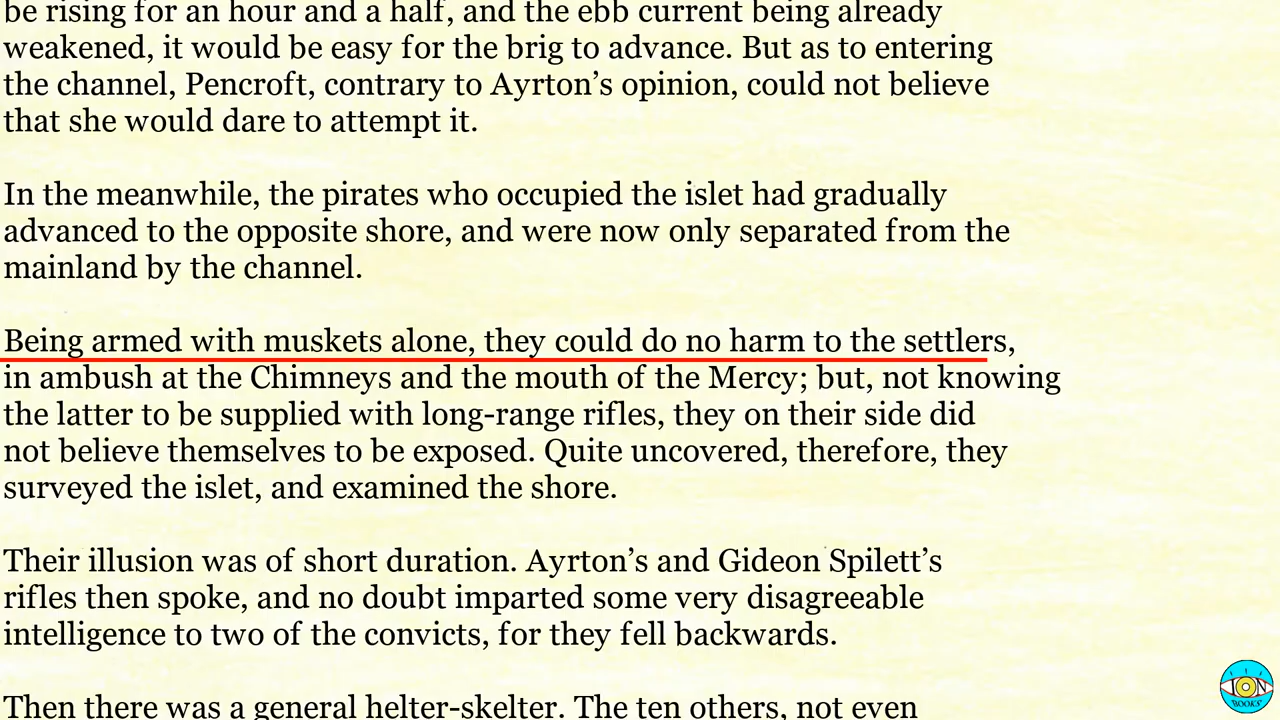 be rising for an hour and a half, and the ebb current being already
weakened, it would be easy for the brig to advance. But as to entering
the channel, Pencroft, contrary to Ayrton’s opinion, could not believe
that she would dare to attempt it.
In the meanwhile, the pirates who occupied the islet had gradually
advanced to the opposite shore, and were now only separated from the
mainland by the channel.
Being armed with muskets alone, they could do no harm to the settlers,
in ambush at the Chimneys and the mouth of the Mercy; but, not knowing
the latter to be supplied with long-range rifles, they on their side did
not believe themselves to be exposed. Quite uncovered, therefore, they
surveyed the islet, and examined the shore.
Their illusion was of short duration. Ayrton’s and Gideon Spilett’s
rifles then spoke, and no doubt imparted some very disagreeable
intelligence to two of the convicts, for they fell backwards.
Then there was a general helter-skelter. The ten others, not even
ION
BOOKS